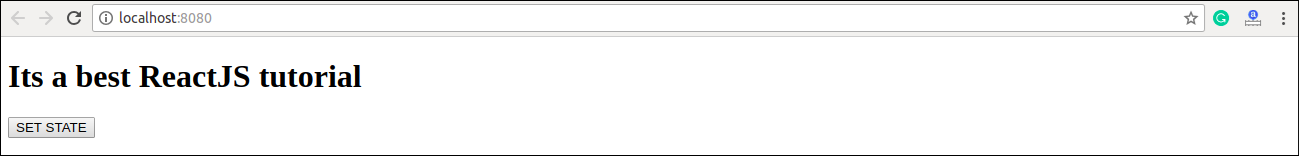 localhost:8080
Its a best ReactJS tutorial
SET STATE